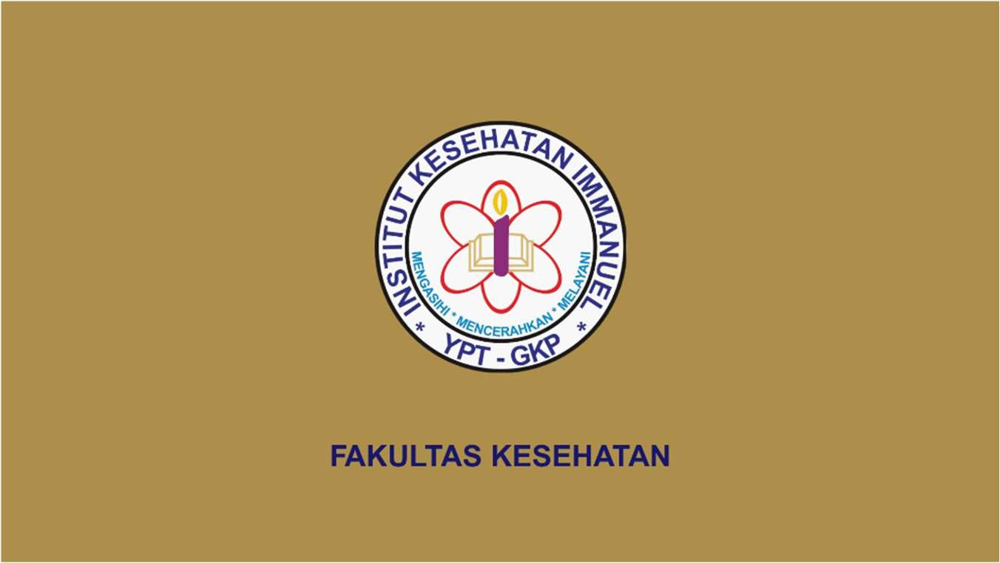 INSTITUT KESEHATAN IMMANUEL
MENGASIHI * MENCERAHKAN * MELAYANI
* YPT - GKP *
FAKULTAS KESEHATAN